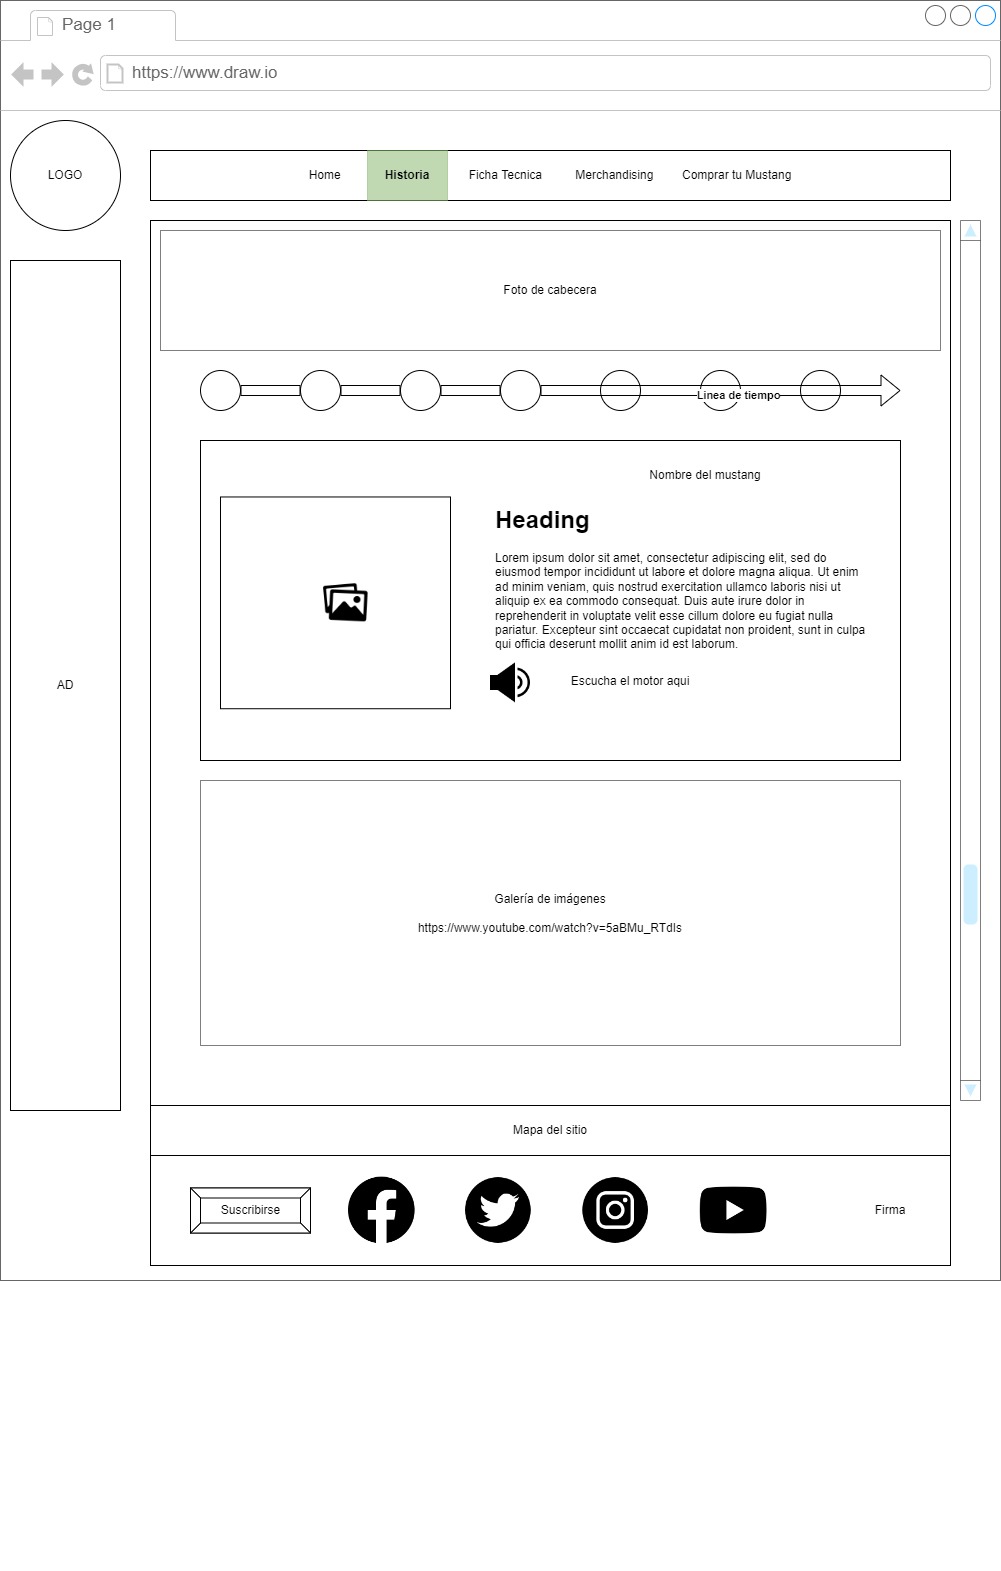 Page 1
https://www.draw.io
LOGO
Home
Historia
Ficha Tecnica
Merchandising
Comprar tu Mustang
Foto de cabecera
Linea de tiempo
Nombre del mustang
Heading
Lorem ipsum dolor sit amet, consectetur adipiscing elit, sed do
eiusmod tempor incididunt ut labore et dolore magna aliqua. Ut enim
ad minim veniam, quis nostrud exercitation ullamco laboris nisi ut
aliquip ex ea commodo consequat. Duis aute irure dolor in
reprehenderit in voluptate velit esse cillum dolore eu fugiat nulla
pariatur. Excepteur sint occaecat cupidatat non proident, sunt in culpa
qui officia deserunt mollit anim id est laborum.
Escucha el motor aqui
AD
Galería de imágenes
https://www.youtube.com/watch?v=5aBMu_RTdIs
Mapa del sitio
Suscribirse
Firma